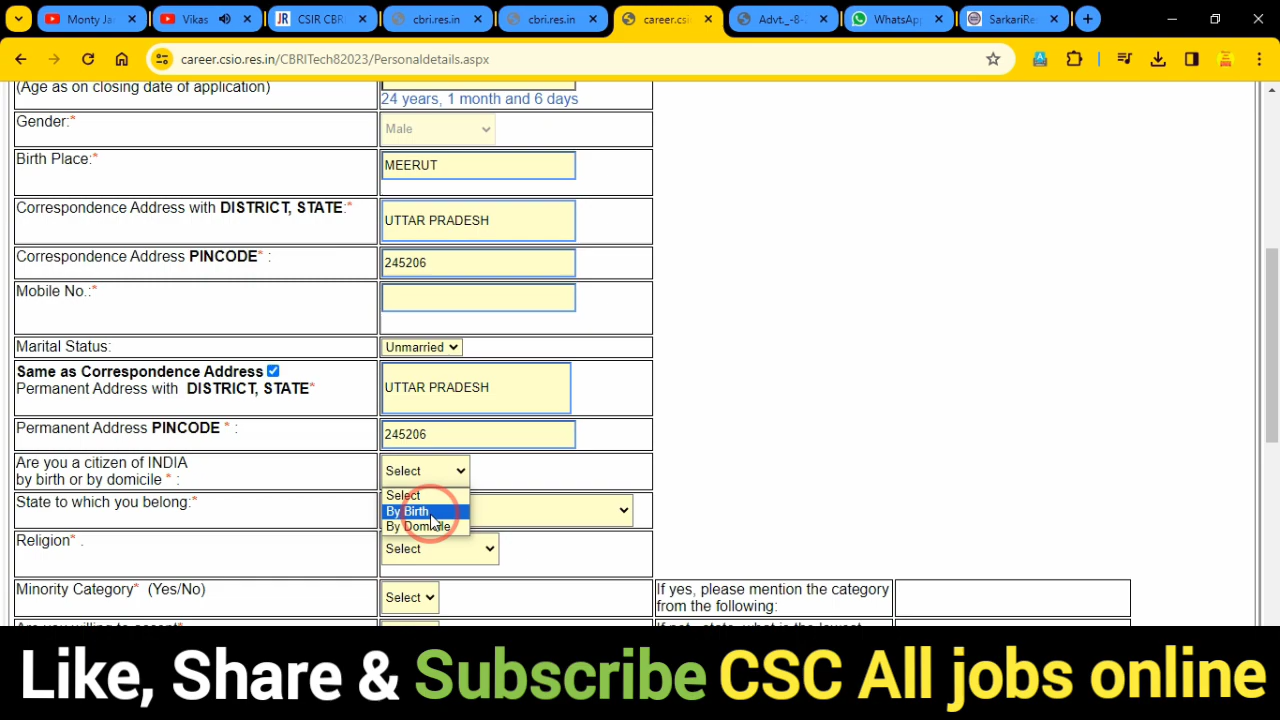 Monty Ja
Vikas
JR CSIR CBR
cbri.res.in
cbri.res.in
career.csi
Advt._-8-2
WhatsApp
SarkariRes
career.csio.res.in/CBRITech82023/Personaldetails.aspx
(Age as on closing date of application)
24 years, 1 month and 6 days
Gender:*
Male
Birth Place:*
MEERUT
Correspondence Address with DISTRICT, STATE:*
UTTAR PRADESH
Correspondence Address PINCODE* :
245206
Mobile No.:*
Marital Status:
Unmarried
Same as Correspondence Address
Permanent Address with DISTRICT, STATE*
UTTAR PRADESH
Permanent Address PINCODE * :
245206
Are you a citizen of INDIA
by birth or by domicile * :
Select
Select
By Birth
By Domicile
State to which you belong:*
Religion* .
Select
Minority Category* (Yes/No)
Select
If yes, please mention the category
from the following:
Like, Share & Subscribe CSC All jobs online